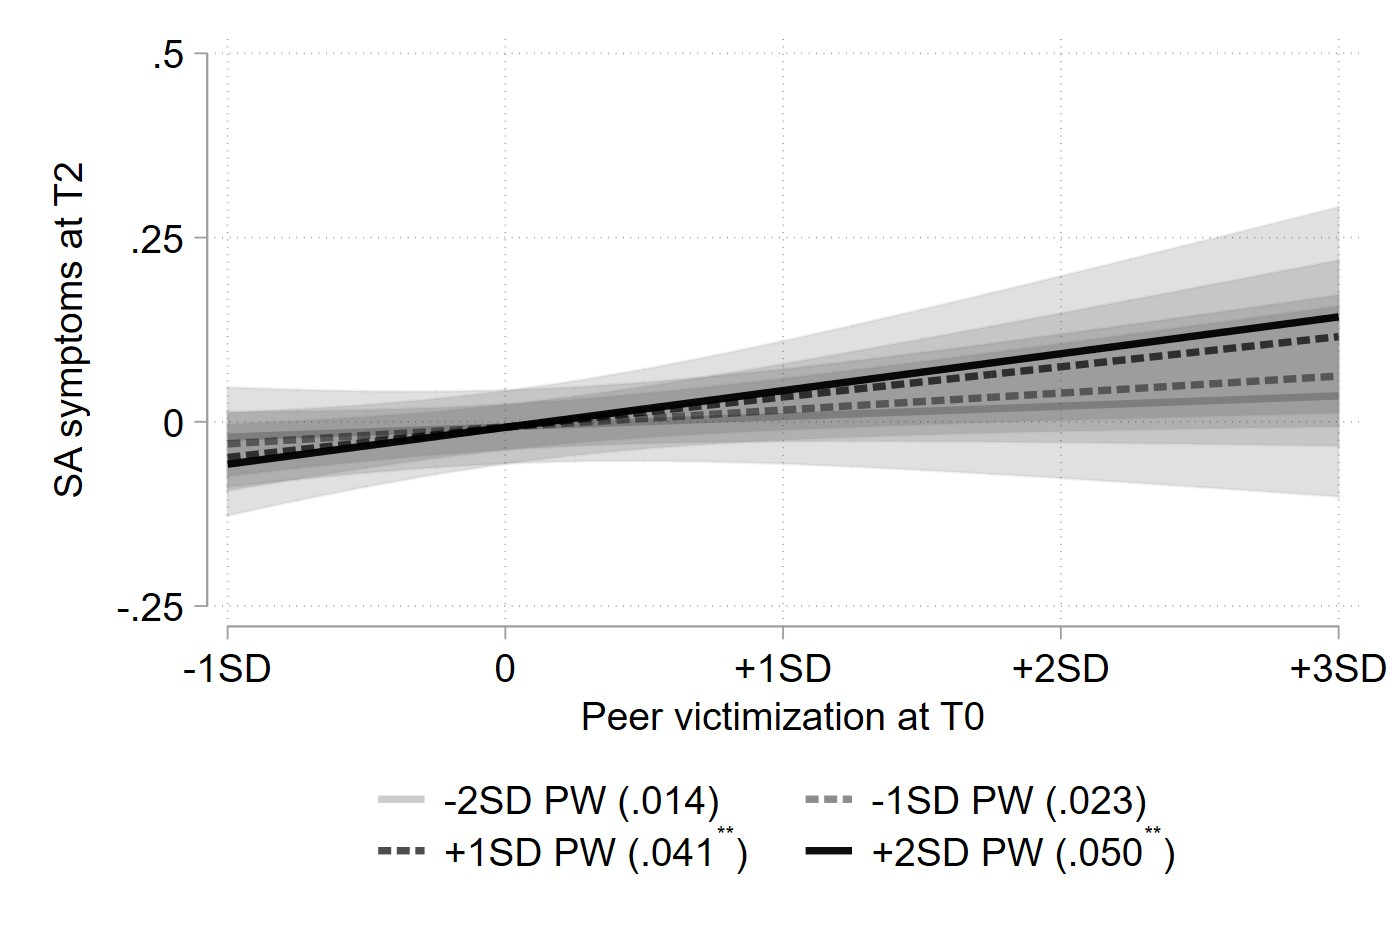 .5
.25
0
-.25
SA symptoms at T2
-1SD 0 +1SD +2SD +3SD
Peer victimization at T0
-2SD PW (.014) -1SD PW (.023)
+1SD PW (.041**) +2SD PW (.050**)